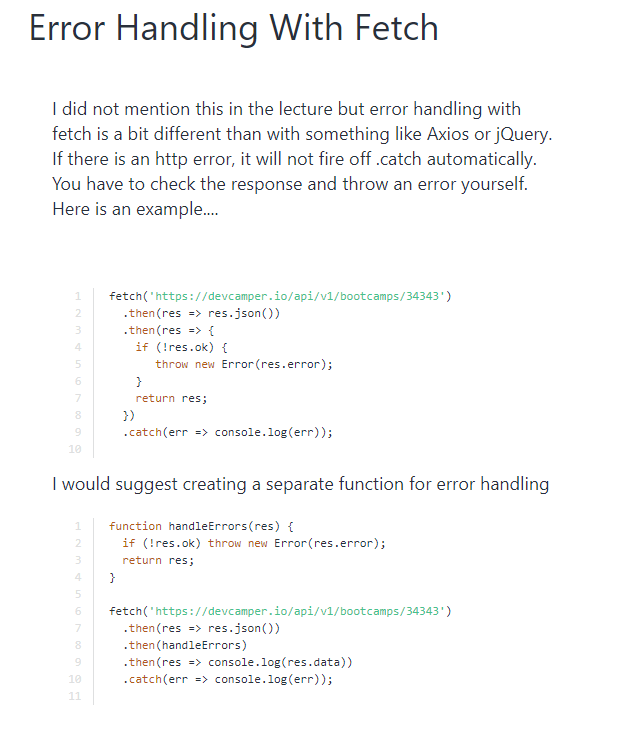 Error Handling With Fetch
I did not mention this in the lecture but error handling with
fetch is a bit different than with something like Axios or jQuery.
If there is an http error, it will not fire off .catch automatically.
You have to check the response and throw an error yourself.
Here is an example....
1 fetch('https://devcamper.io/api/v1/bootcamps/34343')
2   .then(res => res.json())
3   .then(res => {
4     if (!res.ok) {
5        throw new Error(res.error);
6     }
7     return res;
8   })
9   .catch(err => console.log(err));
10
I would suggest creating a separate function for error handling
1 function handleErrors(res) {
2   if (!res.ok) throw new Error(res.error);
3   return res;
4 }
5
6 fetch('https://devcamper.io/api/v1/bootcamps/34343')
7   .then(res => res.json())
8   .then(handleErrors)
9   .then(res => console.log(res.data))
10   .catch(err => console.log(err));
11